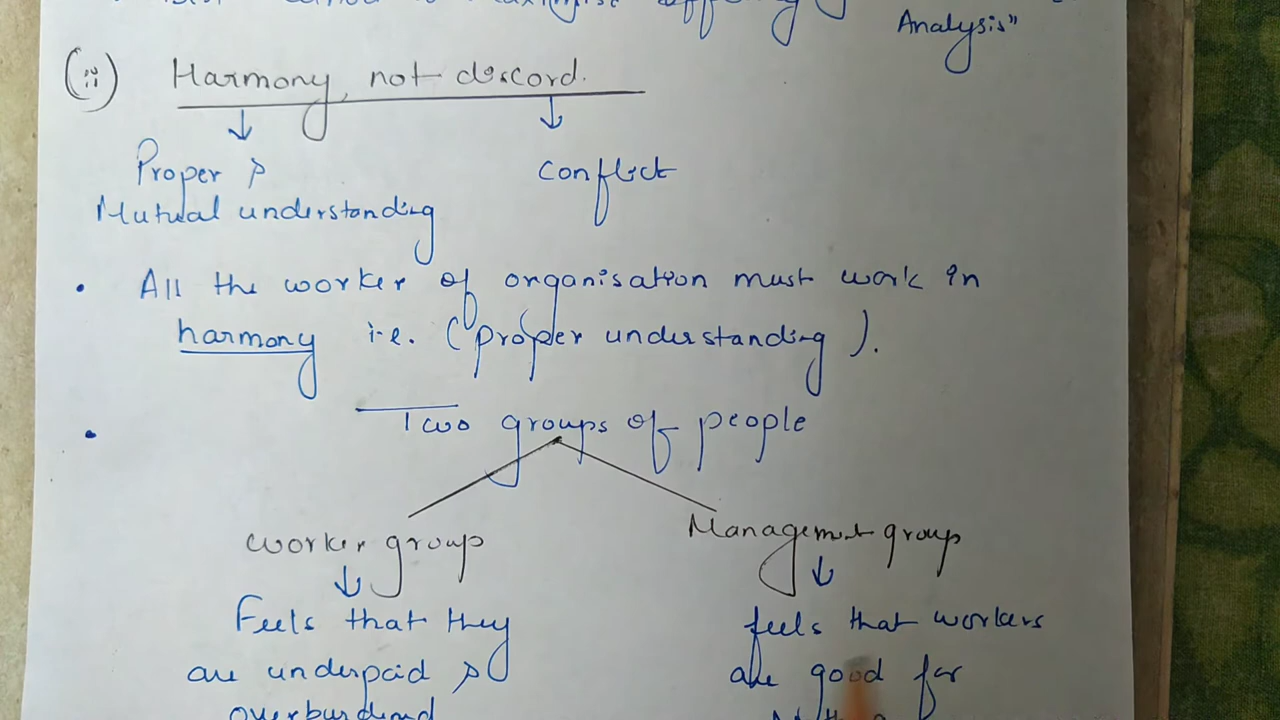 Analysis"
(ii) Harmony, not discord.
↓ ↓
Proper & Conflict
Mutual understanding
• All the worker of organisation must work in
harmony i.e. (proper understanding).
• Two groups of people
Worker group Management group
↓ ↓
Feels that they feels that workers
are underpaid & are good for
overburdened